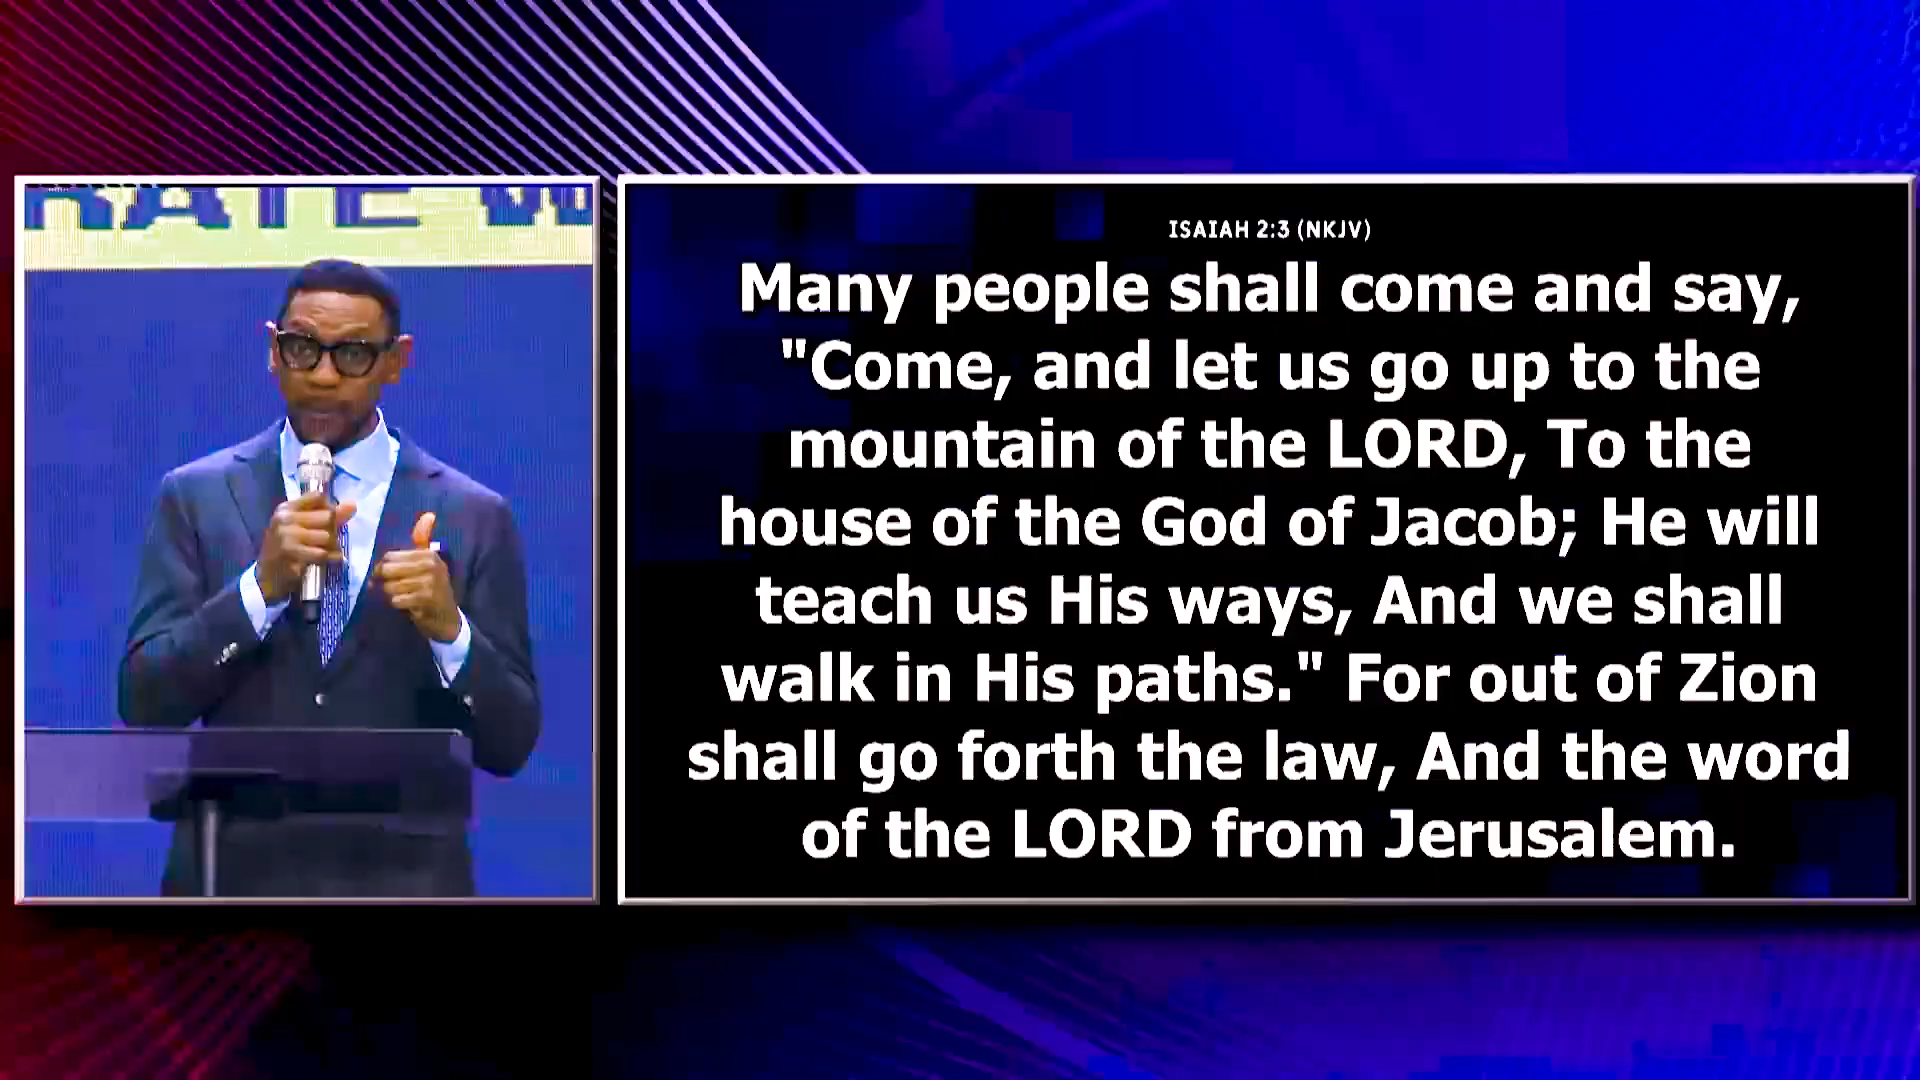 ISAIAH 2:3 (NKJV)
Many people shall come and say,
"Come, and let us go up to the
mountain of the LORD, To the
house of the God of Jacob; He will
teach us His ways, And we shall
walk in His paths." For out of Zion
shall go forth the law, And the word
of the LORD from Jerusalem.